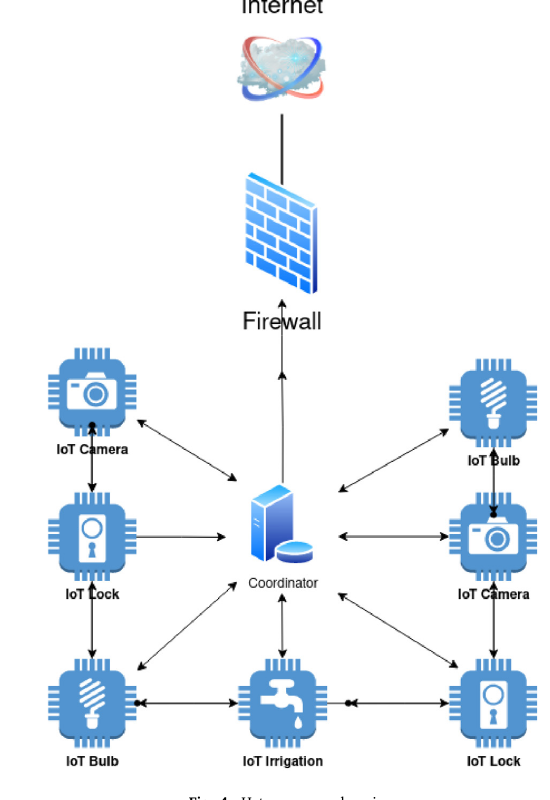 Internet
Firewall
IoT Camera
IoT Bulb
IoT Lock
Coordinator
IoT Camera
IoT Bulb
IoT Irrigation
IoT Lock